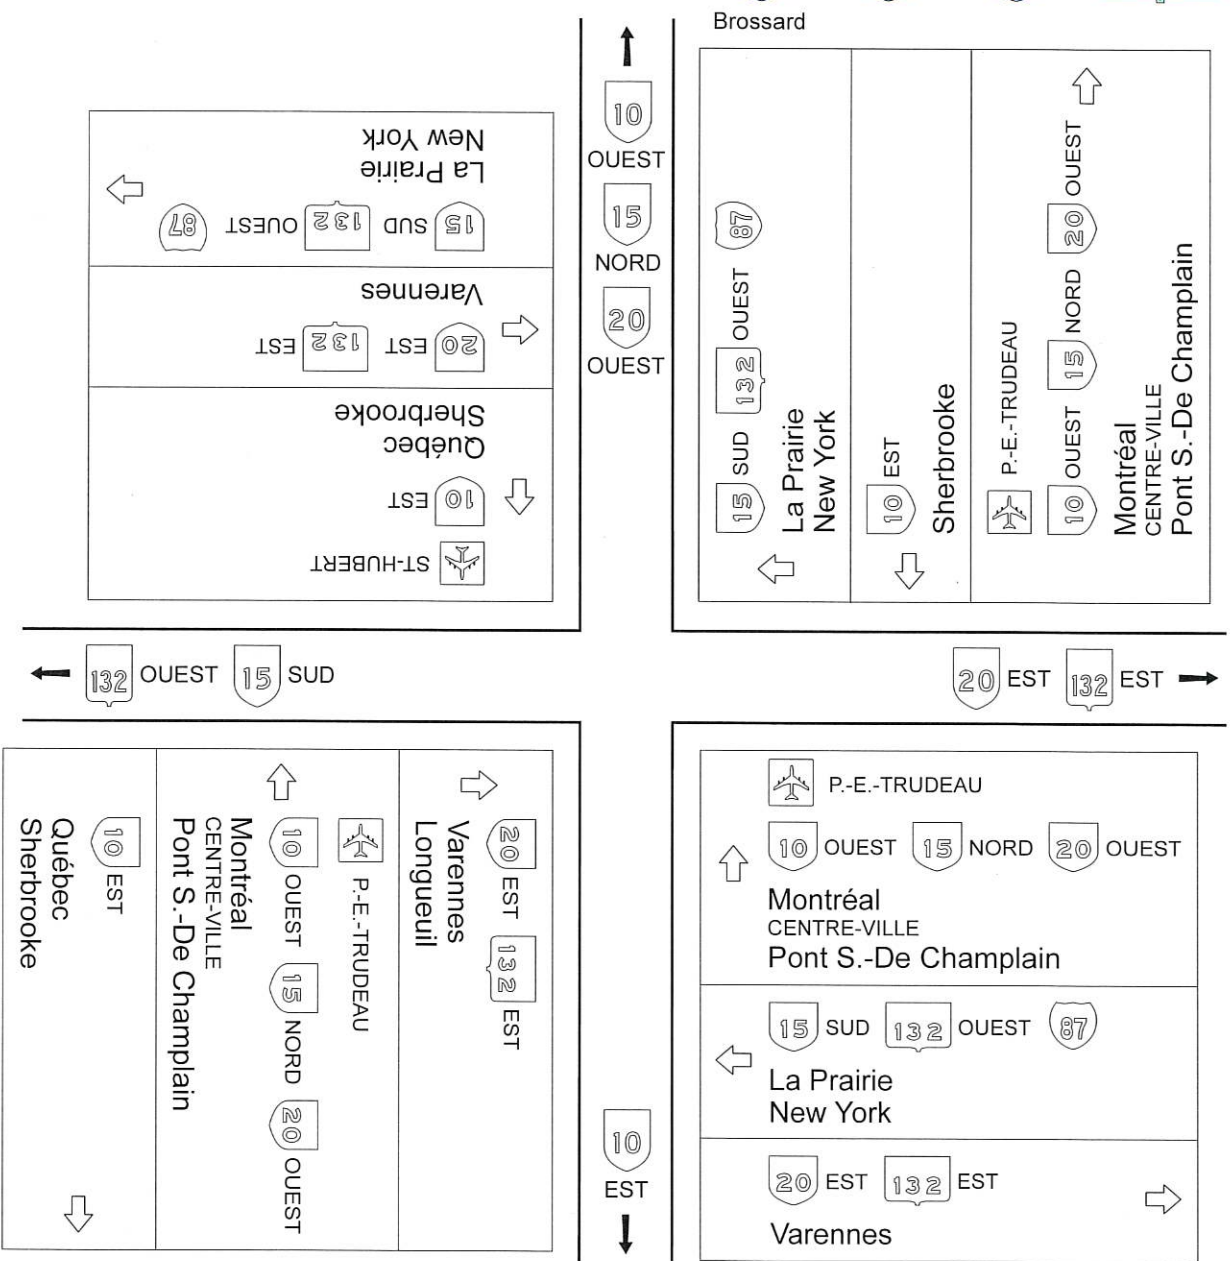 Brossard
La Prairie
New York
15 SUD 132 OUEST 87
Varennes
20 EST 132 EST
Québec
Sherbrooke
10 EST
ST-HUBERT
10
OUEST
15
NORD
20
OUEST
15 SUD 132 OUEST 87
La Prairie
New York
10 EST
Sherbrooke
P.-E.-TRUDEAU
10 OUEST 15 NORD 20 OUEST
Montréal
CENTRE-VILLE
Pont S.-De Champlain
132 OUEST 15 SUD
20 EST 132 EST
20 EST 132 EST
Varennes
Longueuil
P.-E.-TRUDEAU
10 OUEST 15 NORD 20 OUEST
Montréal
CENTRE-VILLE
Pont S.-De Champlain
10 EST
Québec
Sherbrooke
10
EST
P.-E.-TRUDEAU
10 OUEST 15 NORD 20 OUEST
Montréal
CENTRE-VILLE
Pont S.-De Champlain
15 SUD 132 OUEST 87
La Prairie
New York
20 EST 132 EST
Varennes